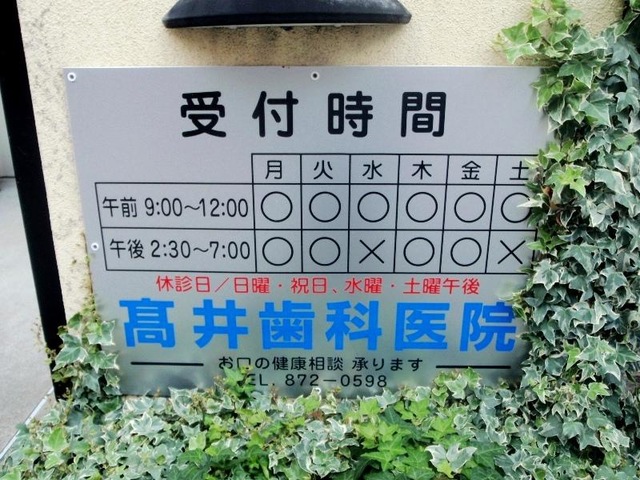 受付時間
月 火 水 木 金 土
午前 9:00〜12:00 ○ ○ ○ ○ ○ ○
午後 2:30〜7:00 ○ ○ × ○ ○ ×
休診日/日曜・祝日、水曜・土曜午後
髙井歯科医院
お口の健康相談 承ります
TEL. 872-0598